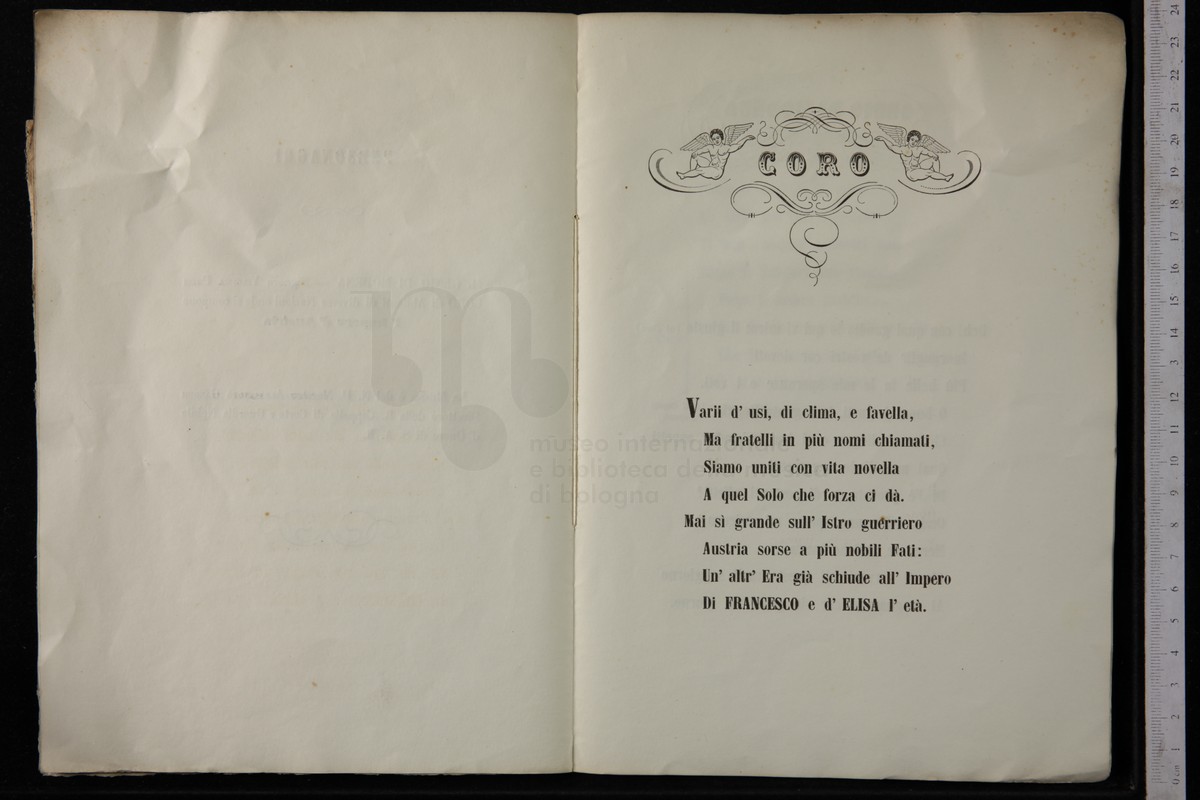 CORO
Varii d' usi, di clima, e favella,
Ma fratelli in più nomi chiamati,
Siamo uniti con vita novella
A quel Solo che forza ci dà.
Mai sì grande sull' Istro guerriero
Austria sorse a più nobili Fati:
Un' altr' Era già schiude all' Impero
Di FRANCESCO e d' ELISA l' età.
museo internazionale
e biblioteca della musica
di bologna